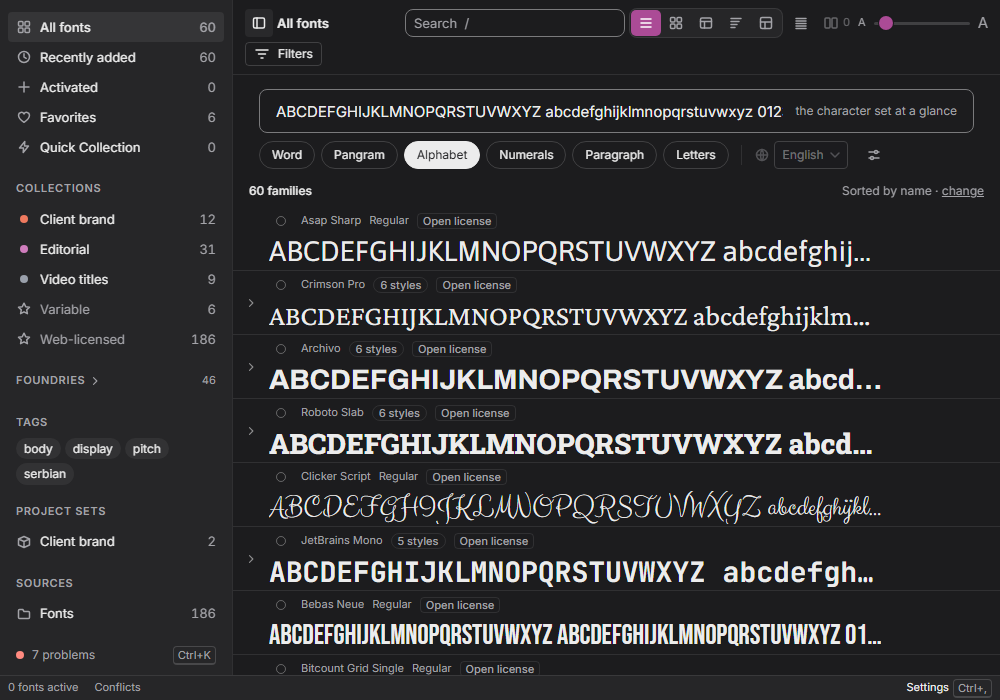 All fonts 60
Recently added 60
Activated 0
Favorites 6
Quick Collection 0
COLLECTIONS
Client brand 12
Editorial 31
Video titles 9
Variable 6
Web-licensed 186
FOUNDRIES 46
TAGS
body display pitch
serbian
PROJECT SETS
Client brand 2
SOURCES
Fonts 186
7 problems Ctrl+K
All fonts
Search /
0 A A
Filters
ABCDEFGHIJKLMNOPQRSTUVWXYZ abcdefghijklmnopqrstuvwxyz 012 the character set at a glance
Word Pangram Alphabet Numerals Paragraph Letters English
60 families Sorted by name · change
Asap Sharp Regular Open license
ABCDEFGHIJKLMNOPQRSTUVWXYZ abcdefghij…
Crimson Pro 6 styles Open license
ABCDEFGHIJKLMNOPQRSTUVWXYZ abcdefghijklm…
Archivo 6 styles Open license
ABCDEFGHIJKLMNOPQRSTUVWXYZ abcd…
Roboto Slab 6 styles Open license
ABCDEFGHIJKLMNOPQRSTUVWXYZ abcd…
Clicker Script Regular Open license
ABCDEFGHIJKLMNOPQRSTUVWXYZ abcdefghijkl…
JetBrains Mono 5 styles Open license
ABCDEFGHIJKLMNOPQRSTUVWXYZ abcdefgh…
Bebas Neue Regular Open license
ABCDEFGHIJKLMNOPQRSTUVWXYZ ABCDEFGHIJKLMNOPQRSTUVWXYZ 01…
Bitcount Grid Single Regular Open license
0 fonts active Conflicts Settings Ctrl+,